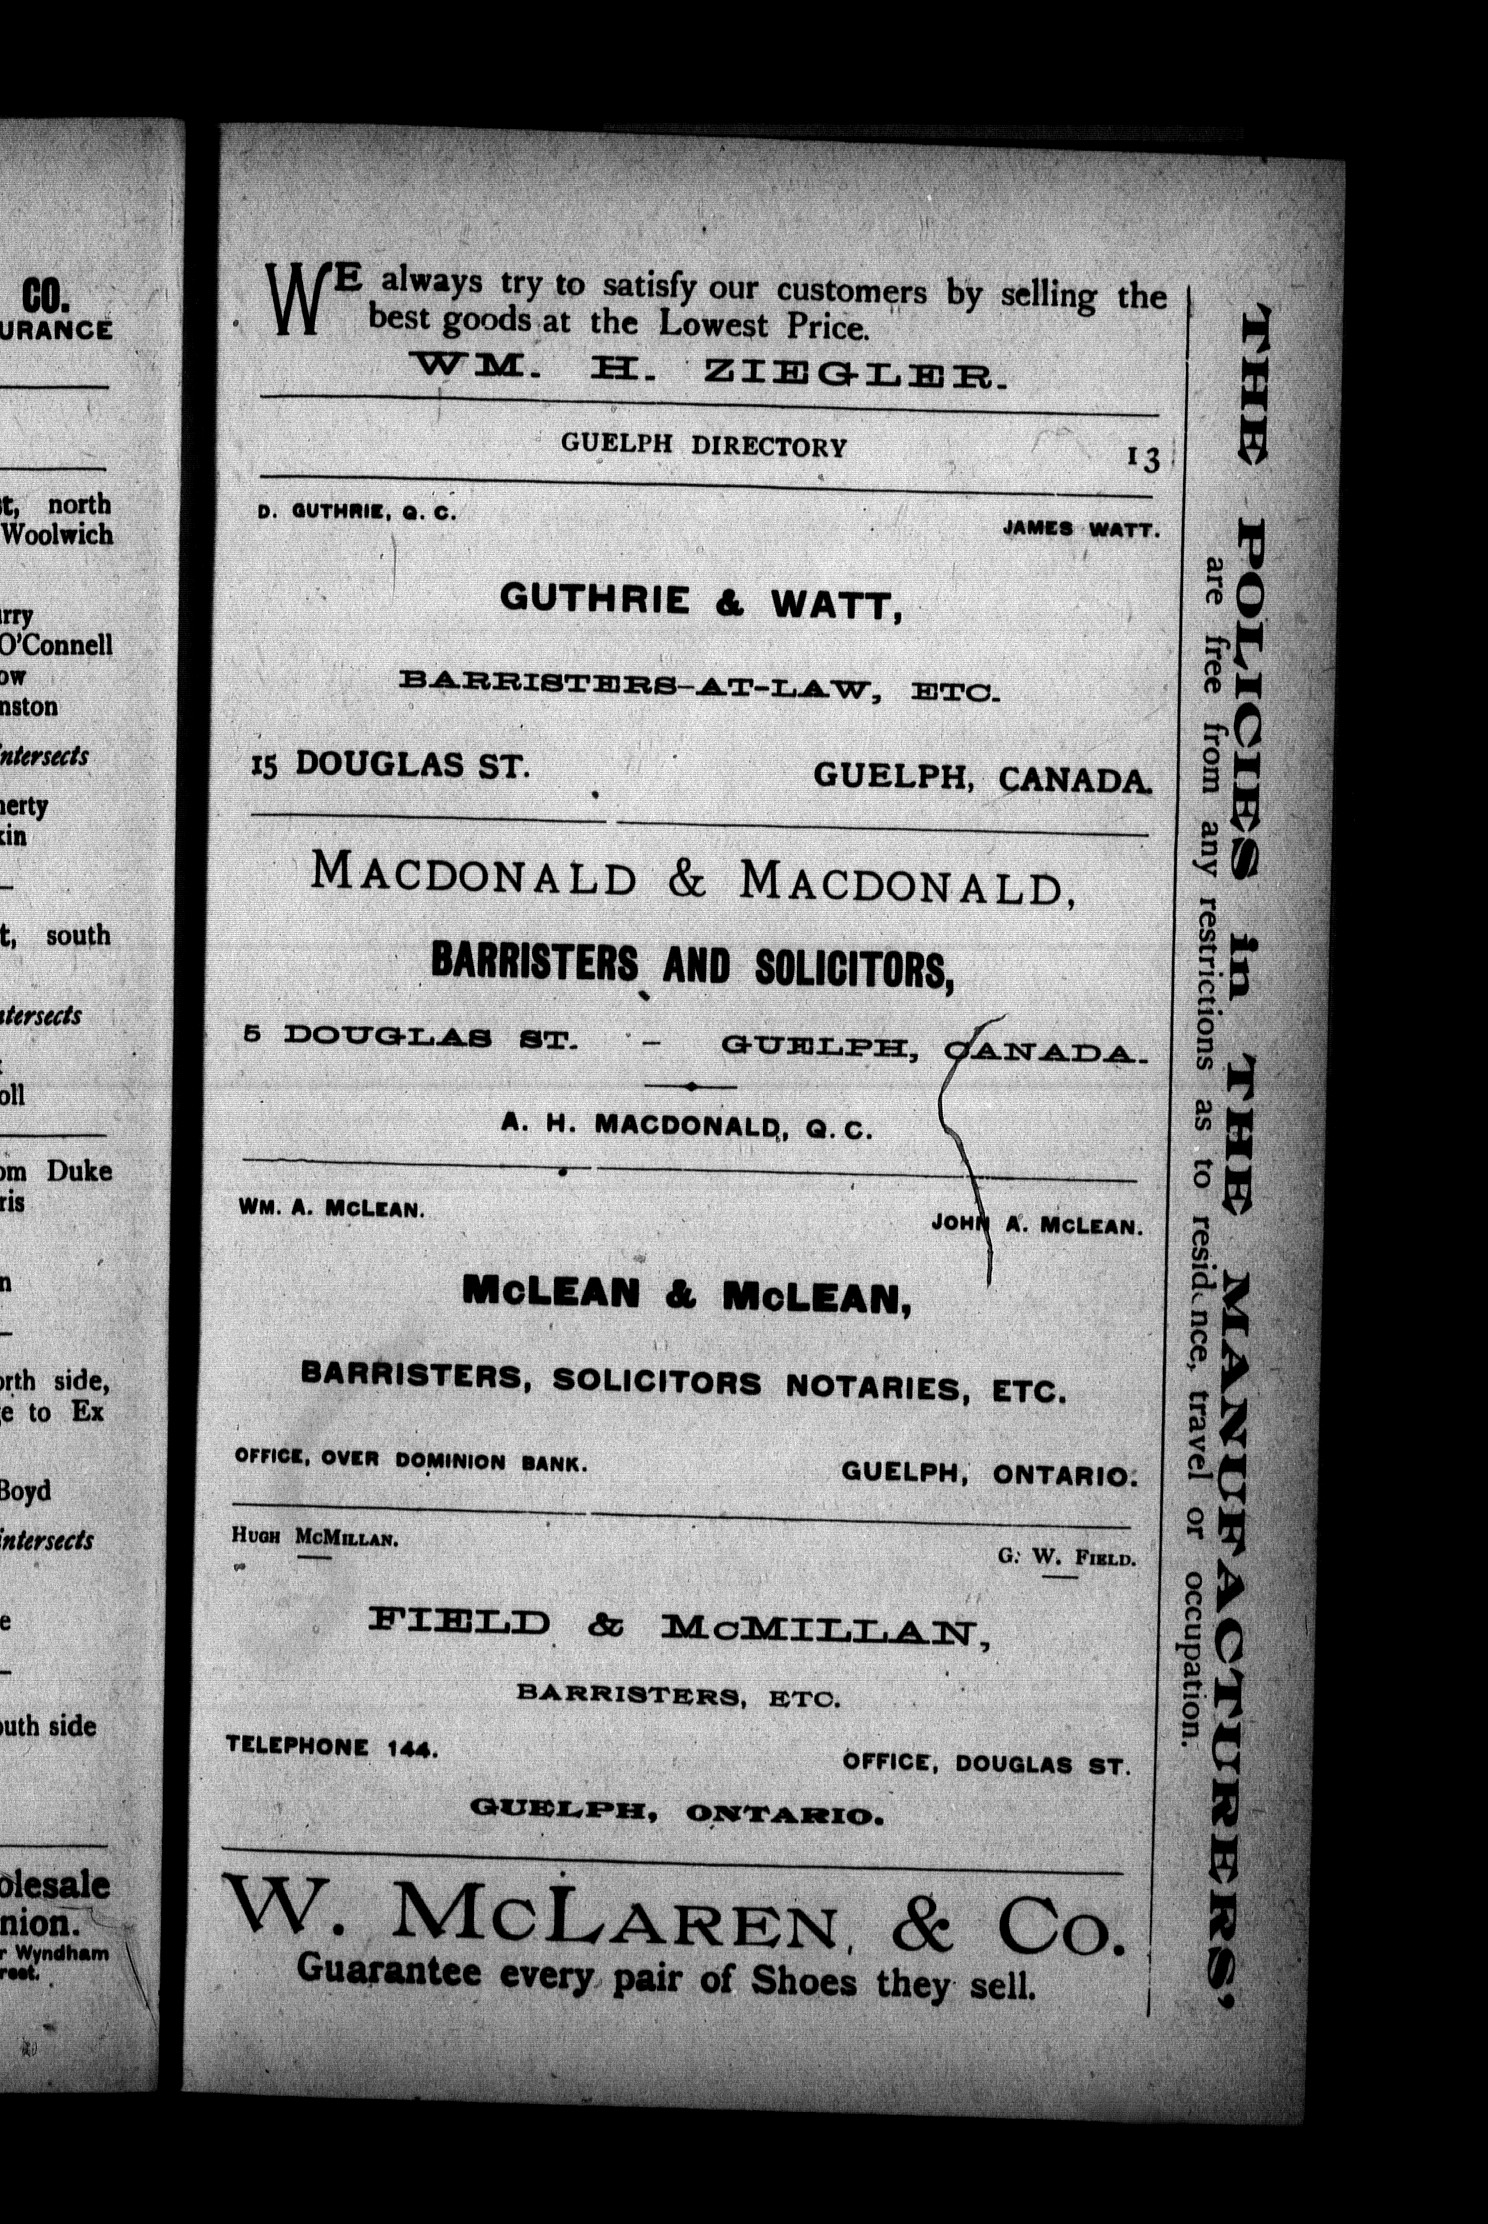 CO.
URANCE
north
Woolwich
O'Connell
intersects
south
intersects
Duke
north side,
to Ex
Boyd
intersects
south side
Wyndham
WE always try to satisfy our customers by selling the
best goods at the Lowest Price.
WM. H. ZIEGLER.
GUELPH DIRECTORY 13
D. GUTHRIE, Q. C. JAMES WATT.
GUTHRIE & WATT,
BARRISTERS-AT-LAW, ETC.
15 DOUGLAS ST. GUELPH, CANADA.
MACDONALD & MACDONALD,
BARRISTERS AND SOLICITORS,
5 DOUGLAS ST. - GUELPH, CANADA.
A. H. MACDONALD, Q. C.
WM. A. McLEAN. JOHN A. McLEAN.
McLEAN & McLEAN,
BARRISTERS, SOLICITORS NOTARIES, ETC.
OFFICE, OVER DOMINION BANK. GUELPH, ONTARIO.
HUGH McMILLAN. G. W. FIELD.
FIELD & McMILLAN,
BARRISTERS, ETC.
TELEPHONE 144. OFFICE, DOUGLAS ST.
GUELPH, ONTARIO.
W. McLAREN, & Co.
Guarantee every pair of Shoes they sell.
THE POLICIES in THE MANUFACTURERS'
are free from any restrictions as to residence, travel or occupation.